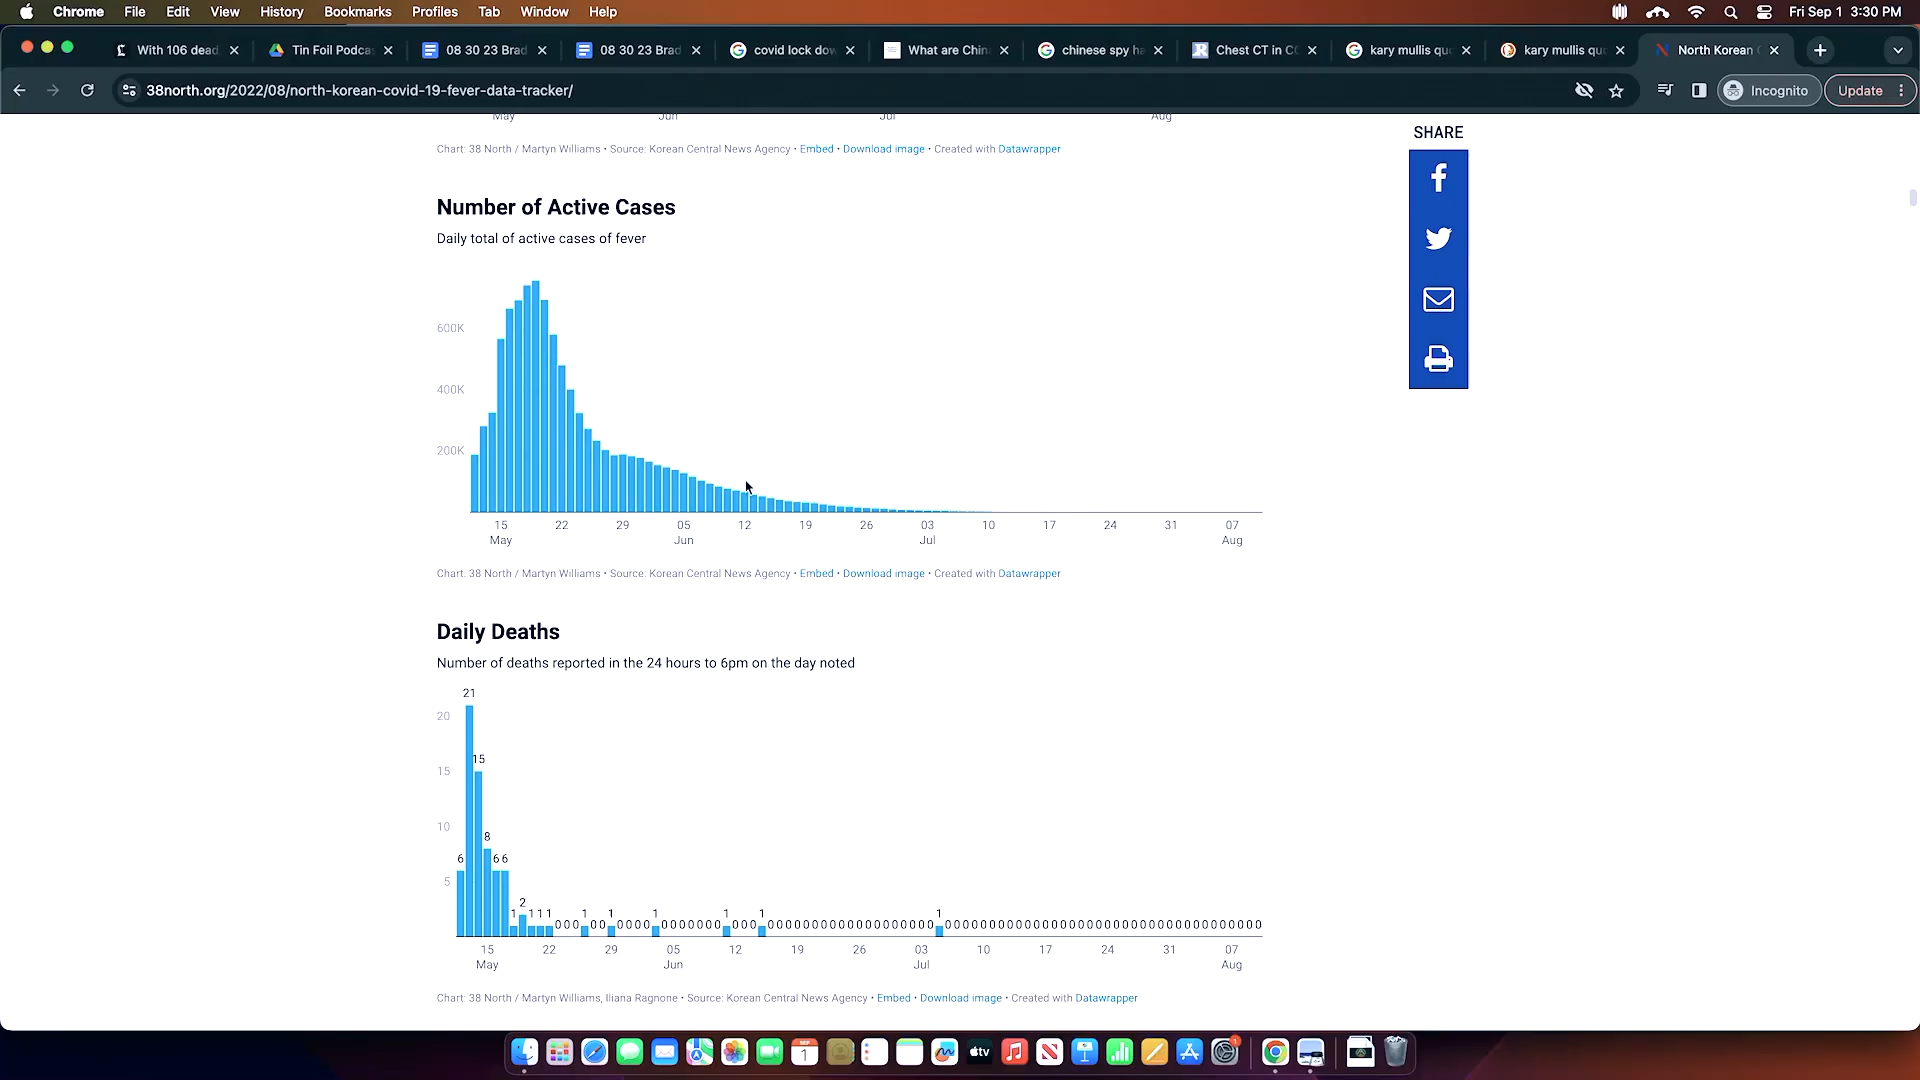 Chrome File Edit View History Bookmarks Profiles Tab Window Help Fri Sep 1 3:30 PM
With 106 dead Tin Foil Podca 08 30 23 Brad 08 30 23 Brad covid lock dow What are Chin chinese spy ha Chest CT in CO kary mullis quo kary mullis quo North Korean C
38north.org/2022/08/north-korean-covid-19-fever-data-tracker/ Incognito Update
May Jun Jul Aug
SHARE
Chart: 38 North / Martyn Williams • Source: Korean Central News Agency • Embed • Download image • Created with Datawrapper
Number of Active Cases
Daily total of active cases of fever
600K
400K
200K
15 22 29 05 12 19 26 03 10 17 24 31 07
May Jun Jul Aug
Chart: 38 North / Martyn Williams • Source: Korean Central News Agency • Embed • Download image • Created with Datawrapper
Daily Deaths
Number of deaths reported in the 24 hours to 6pm on the day noted
21
20
15
15
10
8
6 6 6
5
2
1 1 1 1 1 1 1 1 1 1
0 0 0 0 0 0 0 0 0 0 0 0 0 0 0 0 0 0 0 0 0 0 0 0 0 0 0 0 0 0 0 0 0 0 0 0 0 0 0 0 0 0 0 0 0 0 0 0 0 0 0 0 0 0 0 0 0 0 0 0 0 0 0 0 0 0 0 0 0 0 0 0 0 0
15 22 29 05 12 19 26 03 10 17 24 31 07
May Jun Jul Aug
Chart: 38 North / Martyn Williams, Iliana Ragnone • Source: Korean Central News Agency • Embed • Download image • Created with Datawrapper
SEP
1
tv
1